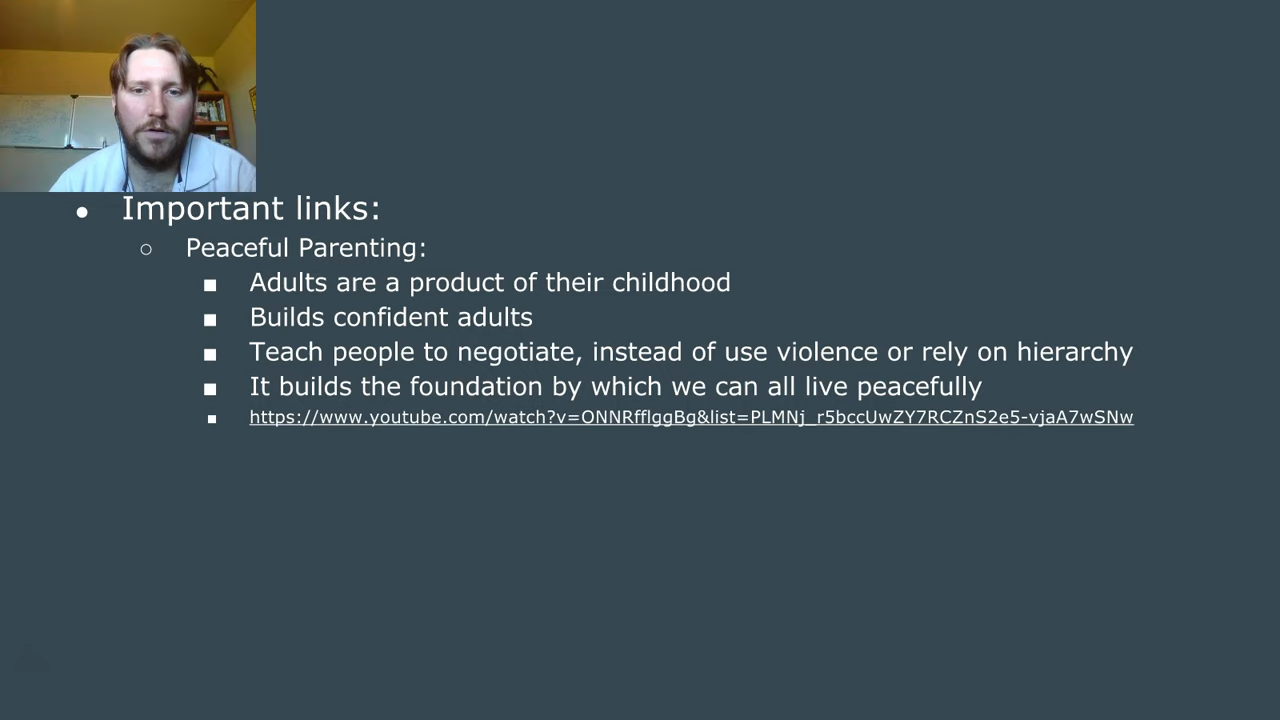 Important links:
Peaceful Parenting:
Adults are a product of their childhood
Builds confident adults
Teach people to negotiate, instead of use violence or rely on hierarchy
It builds the foundation by which we can all live peacefully
https://www.youtube.com/watch?v=ONNRfflggBg&list=PLMNj_r5bccUwZY7RCZnS2e5-vjaA7wSNw